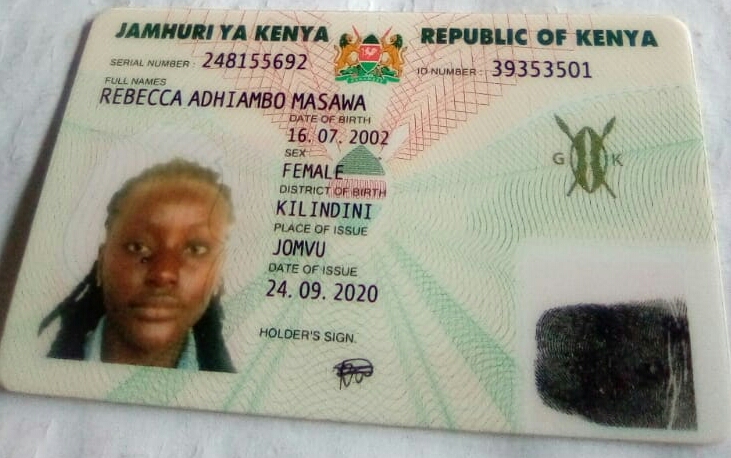 JAMHURI YA KENYA REPUBLIC OF KENYA
SERIAL NUMBER : 248155692 ID NUMBER : 39353501
FULL NAMES
REBECCA ADHIAMBO MASAWA
DATE OF BIRTH
16. 07. 2002
SEX
FEMALE
DISTRICT OF BIRTH
KILINDINI
PLACE OF ISSUE
JOMVU
DATE OF ISSUE
24. 09. 2020
HOLDER'S SIGN.
G K